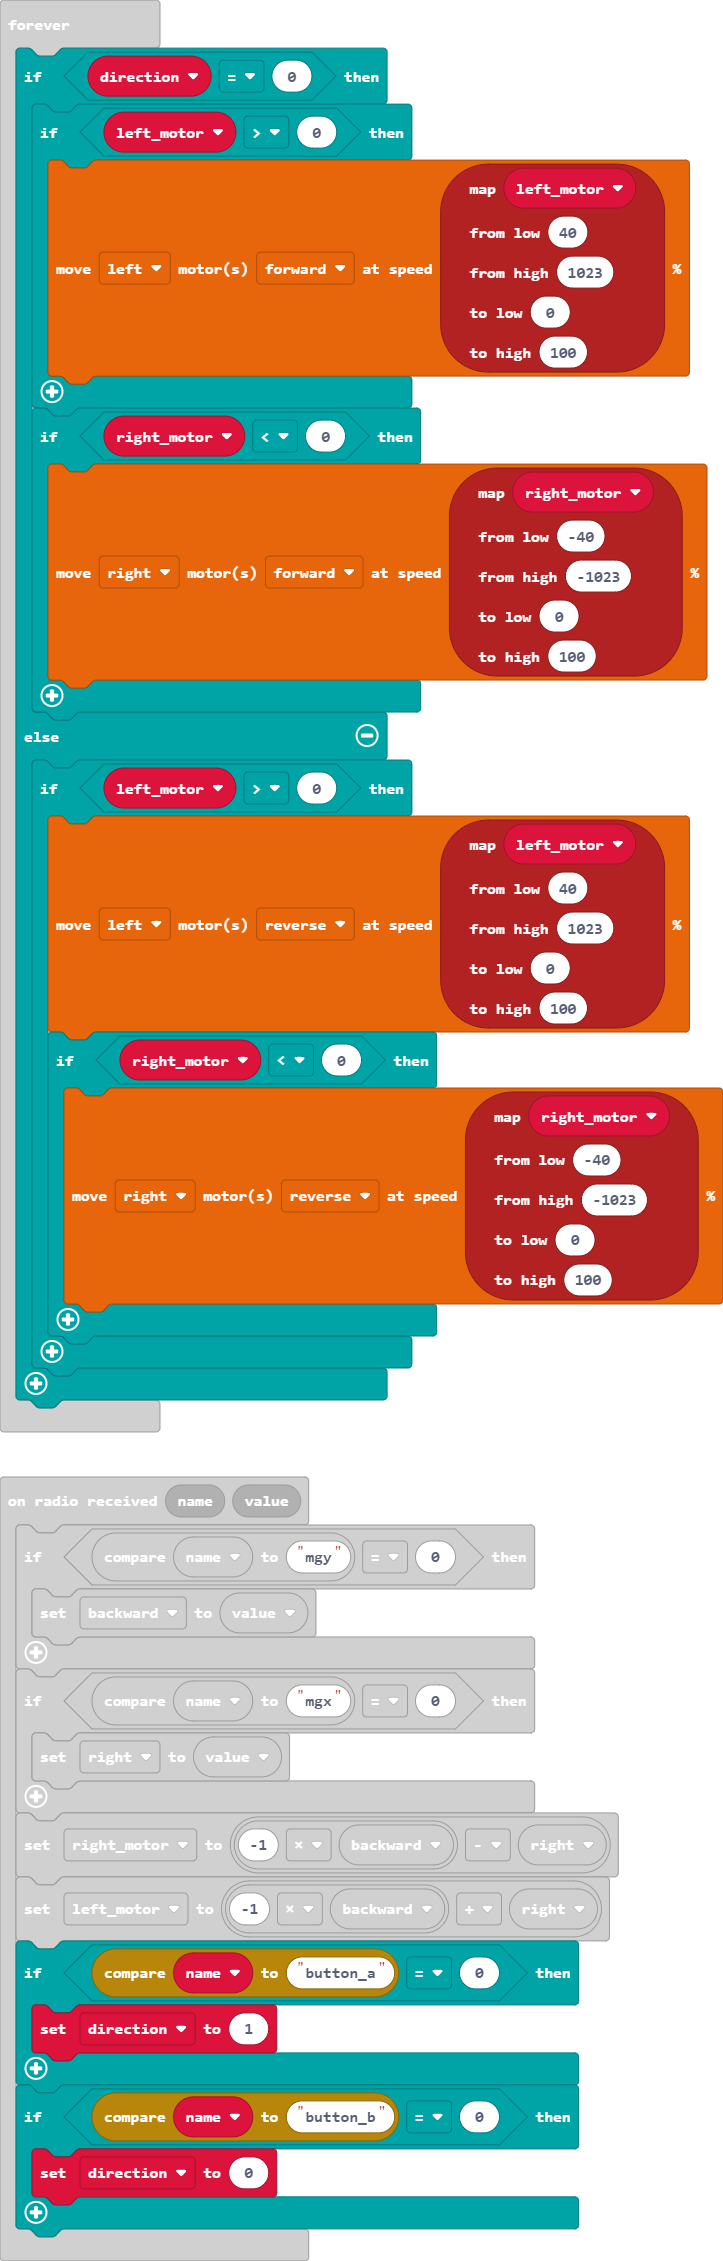 forever
if direction = 0 then
if left_motor > 0 then
map left_motor
from low 40
from high 1023
move left motor(s) forward at speed %
to low 0
to high 100
if right_motor < 0 then
map right_motor
from low -40
from high -1023
move right motor(s) forward at speed %
to low 0
to high 100
else
if left_motor > 0 then
map left_motor
from low 40
from high 1023
move left motor(s) reverse at speed %
to low 0
to high 100
if right_motor < 0 then
map right_motor
from low -40
from high -1023
move right motor(s) reverse at speed %
to low 0
to high 100
on radio received name value
if compare name to "mgy" = 0 then
set backward to value
if compare name to "mgx" = 0 then
set right to value
set right_motor to -1 × backward - right
set left_motor to -1 × backward + right
if compare name to "button_a" = 0 then
set direction to 1
if compare name to "button_b" = 0 then
set direction to 0